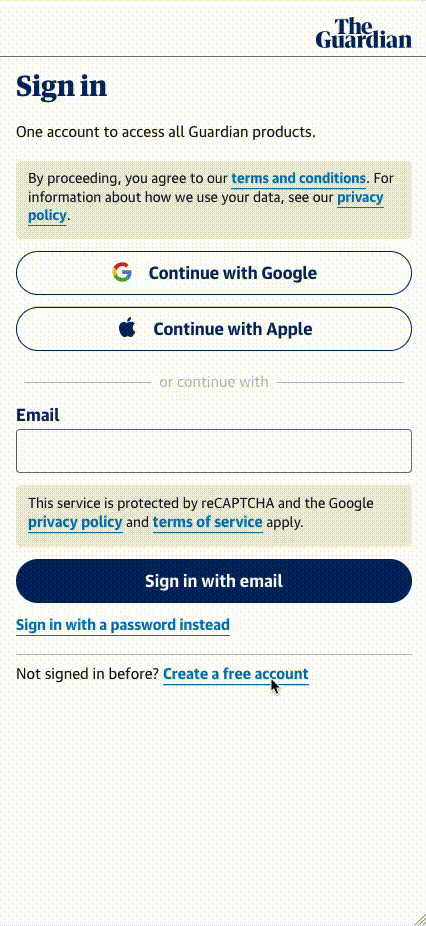 The
Guardian
Sign in
One account to access all Guardian products.
By proceeding, you agree to our terms and conditions. For
information about how we use your data, see our privacy
policy.
Continue with Google
Continue with Apple
or continue with
Email
This service is protected by reCAPTCHA and the Google
privacy policy and terms of service apply.
Sign in with email
Sign in with a password instead
Not signed in before? Create a free account